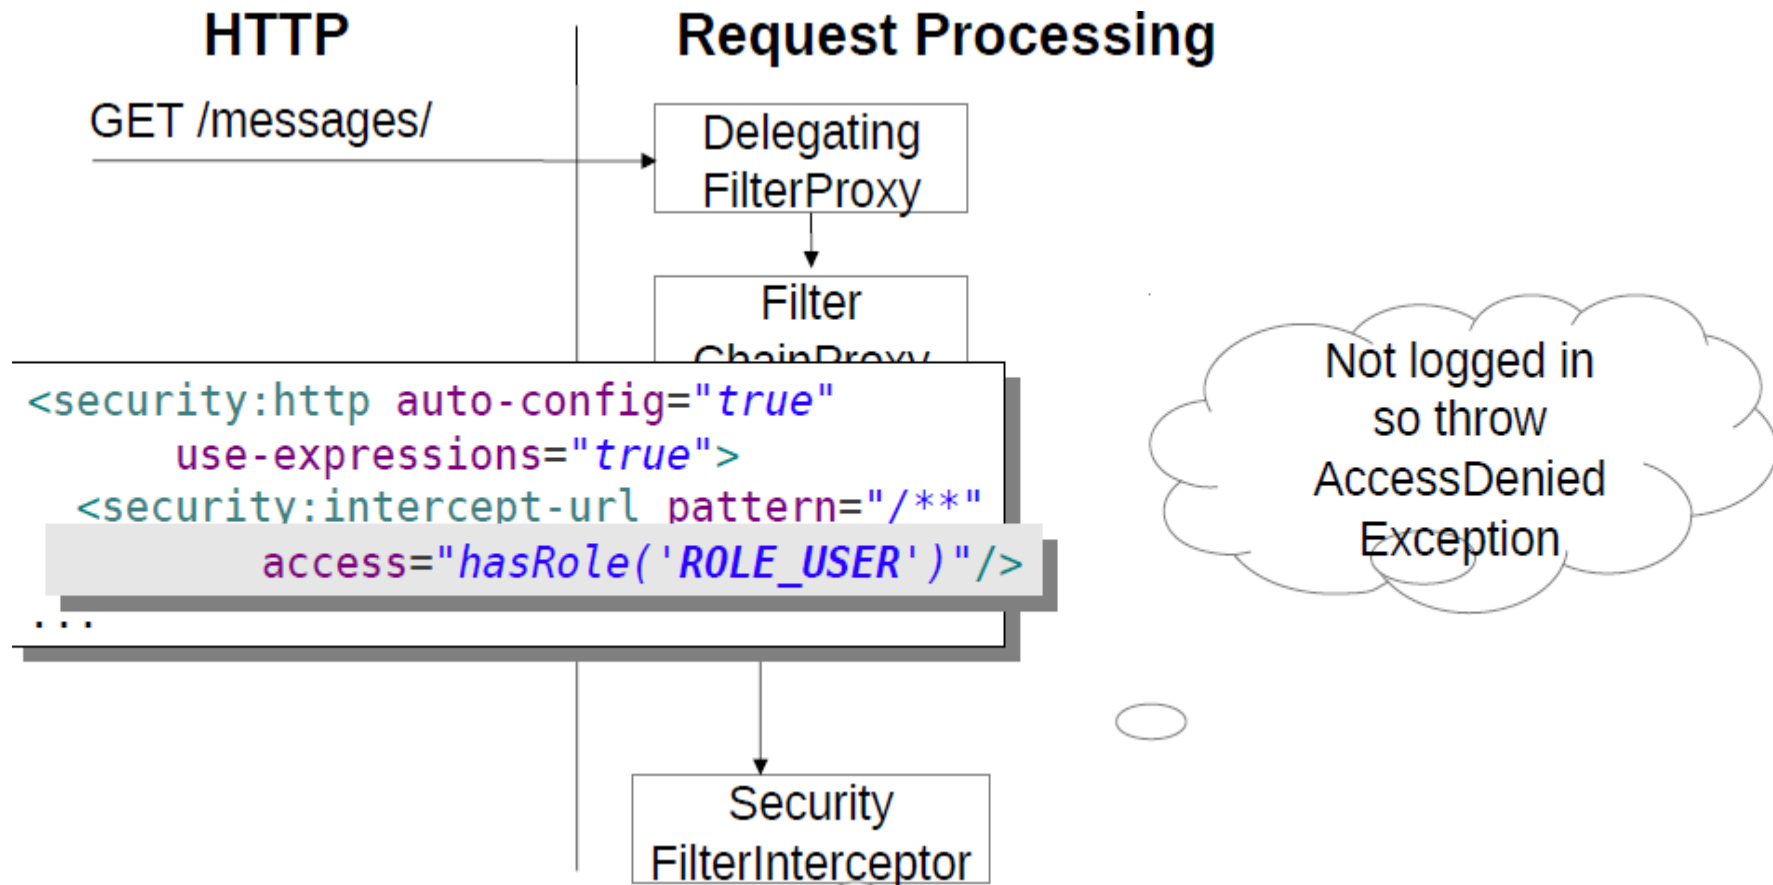 HTTP
Request Processing
GET /messages/
Delegating
FilterProxy
Filter
ChainProxy
<security:http auto-config="true"
use-expressions="true">
<security:intercept-url pattern="/**"
access="hasRole('ROLE_USER')"/>
...
Not logged in
so throw
AccessDenied
Exception
Security
FilterInterceptor